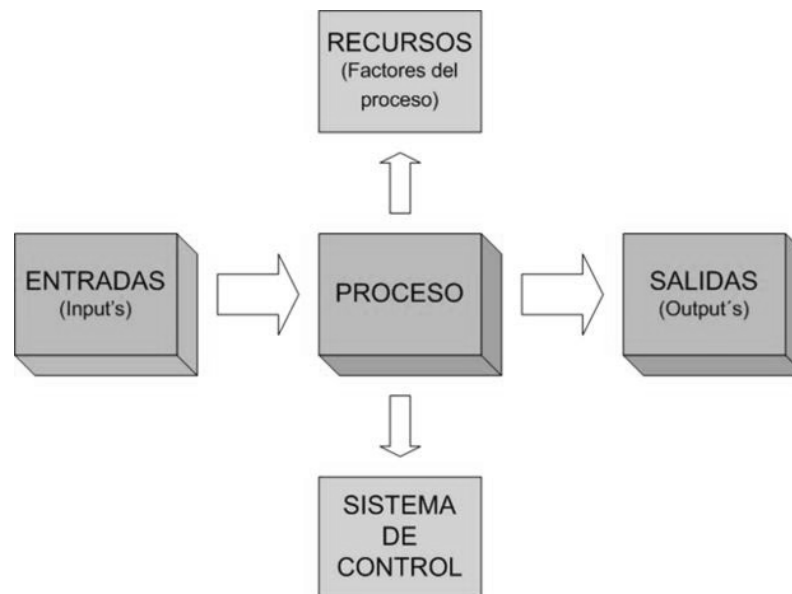 RECURSOS
(Factores del
proceso)
ENTRADAS
(Input's)
PROCESO
SALIDAS
(Output´s)
SISTEMA
DE
CONTROL